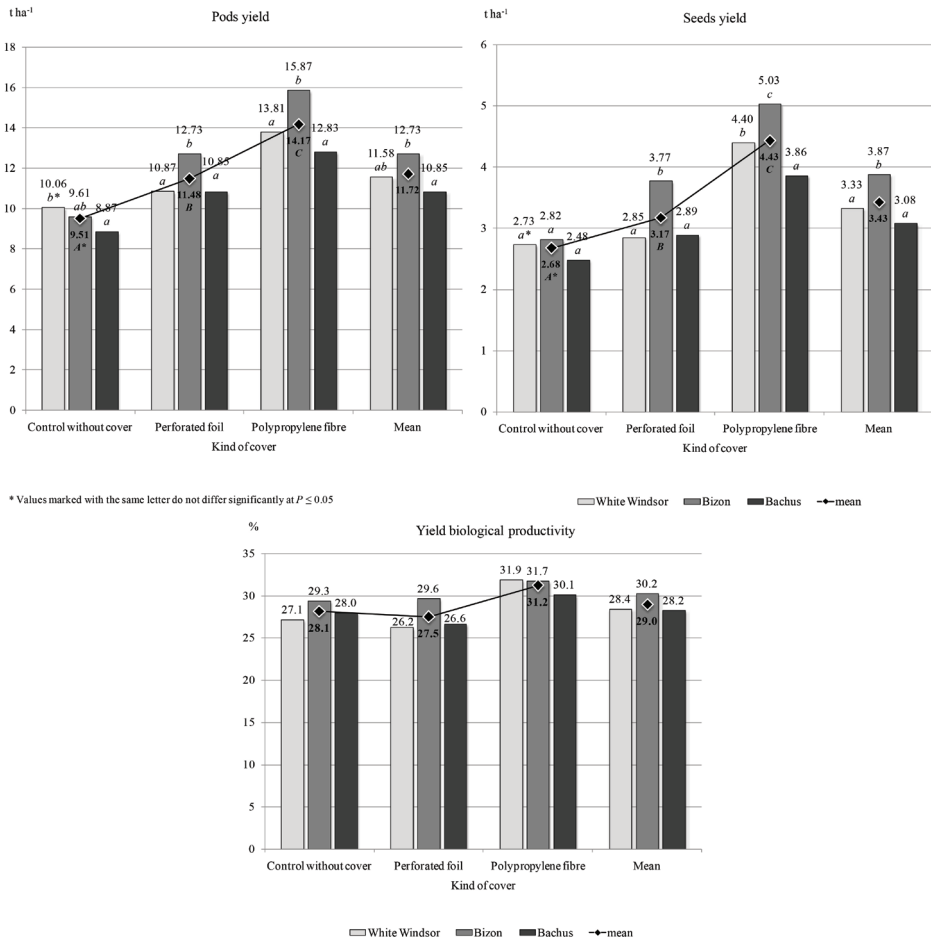 t ha-1
Pods yield
18
16
14
12
10
8
6
4
2
0
10.06
b*
9.61
ab
8.87
a
9.51
A*
10.87
a
12.73
b
10.85
a
11.48
B
13.81
a
15.87
b
12.83
a
14.17
C
11.58
ab
12.73
b
10.85
a
11.72
Control without cover Perforated foil Polypropylene fibre Mean
Kind of cover
t ha-1
Seeds yield
6
5
4
3
2
1
0
2.73
a*
2.82
a
2.48
a
2.68
A*
2.85
a
3.77
b
2.89
a
3.17
B
4.40
b
5.03
c
3.86
a
4.43
C
3.33
a
3.87
b
3.08
a
3.43
Control without cover Perforated foil Polypropylene fibre Mean
Kind of cover
* Values marked with the same letter do not differ significantly at P ≤ 0.05
White Windsor Bizon Bachus mean
%
Yield biological productivity
35
30
25
20
15
10
5
0
27.1
29.3
28.0
28.1
26.2
29.6
26.6
27.5
31.9
31.7
30.1
31.2
28.4
30.2
28.2
29.0
Control without cover Perforated foil Polypropylene fibre Mean
Kind of cover
White Windsor Bizon Bachus mean